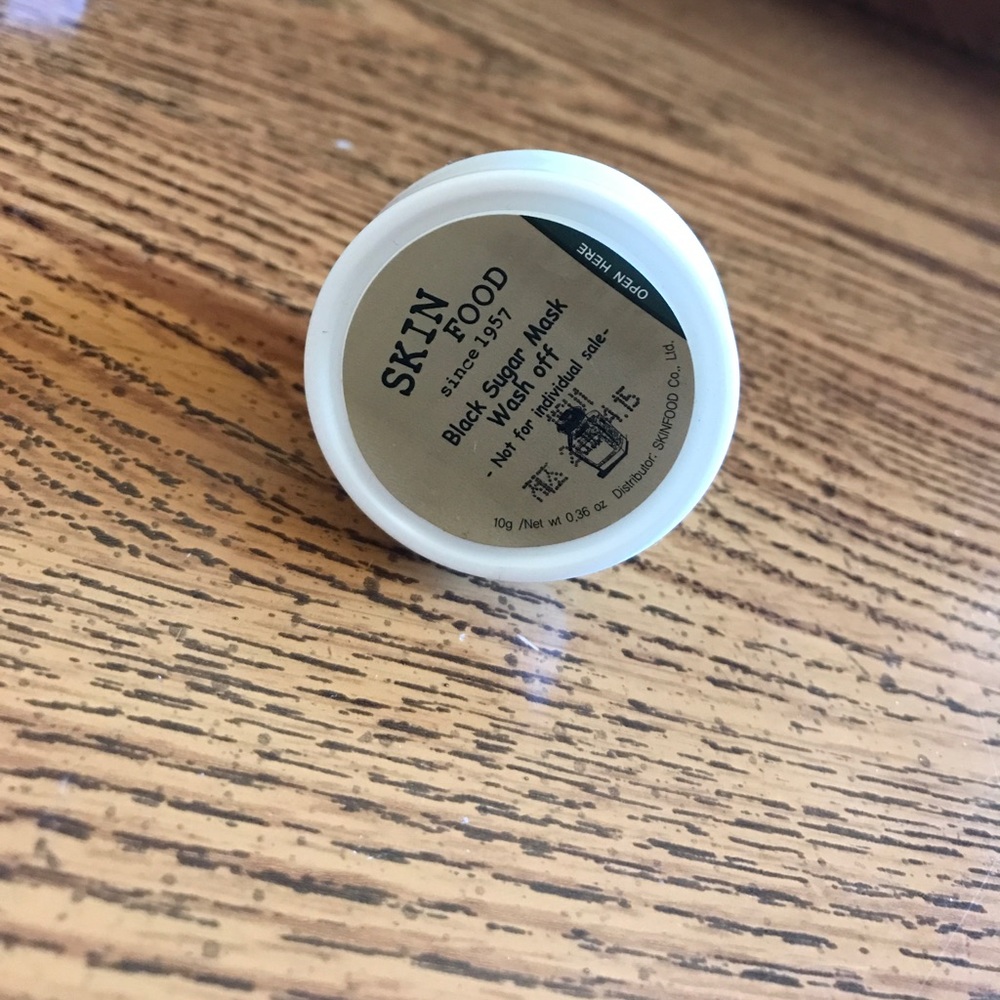 OPEN HERE
SKIN
FOOD
since 1957
Black Sugar Mask
Wash off
- Not for individual sale-
10g /Net wt 0.36 oz Distributor: SKINFOOD Co., Ltd.